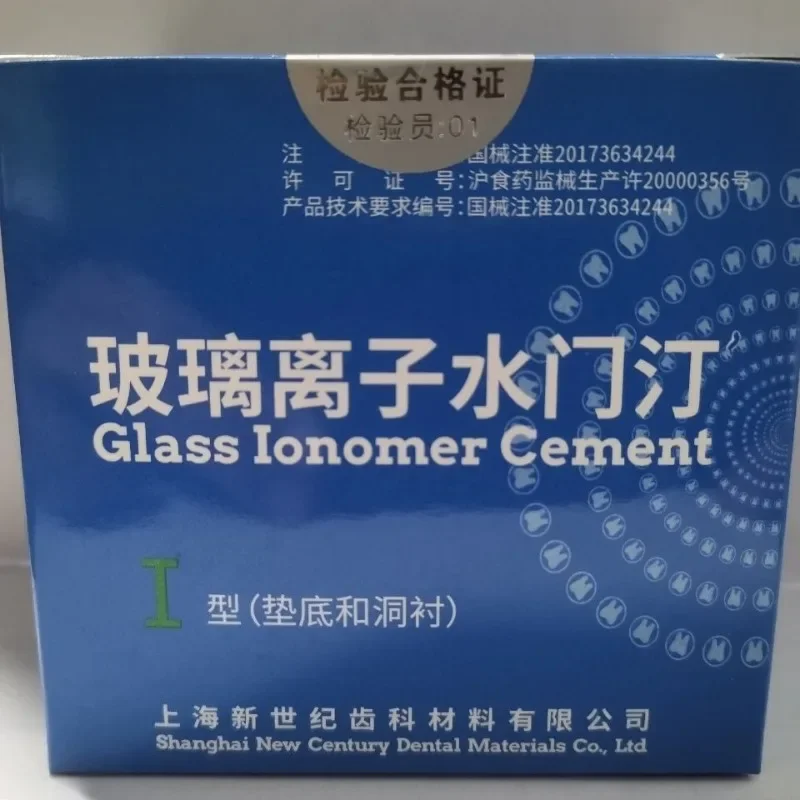 检验合格证
检验员:01
注 国械注准20173634244
许可证号:沪食药监械生产许20000356号
产品技术要求编号:国械注准20173634244
玻璃离子水门汀
Glass Ionomer Cement
I型(垫底和洞衬)
上海新世纪齿科材料有限公司
Shanghai New Century Dental Materials Co., Ltd